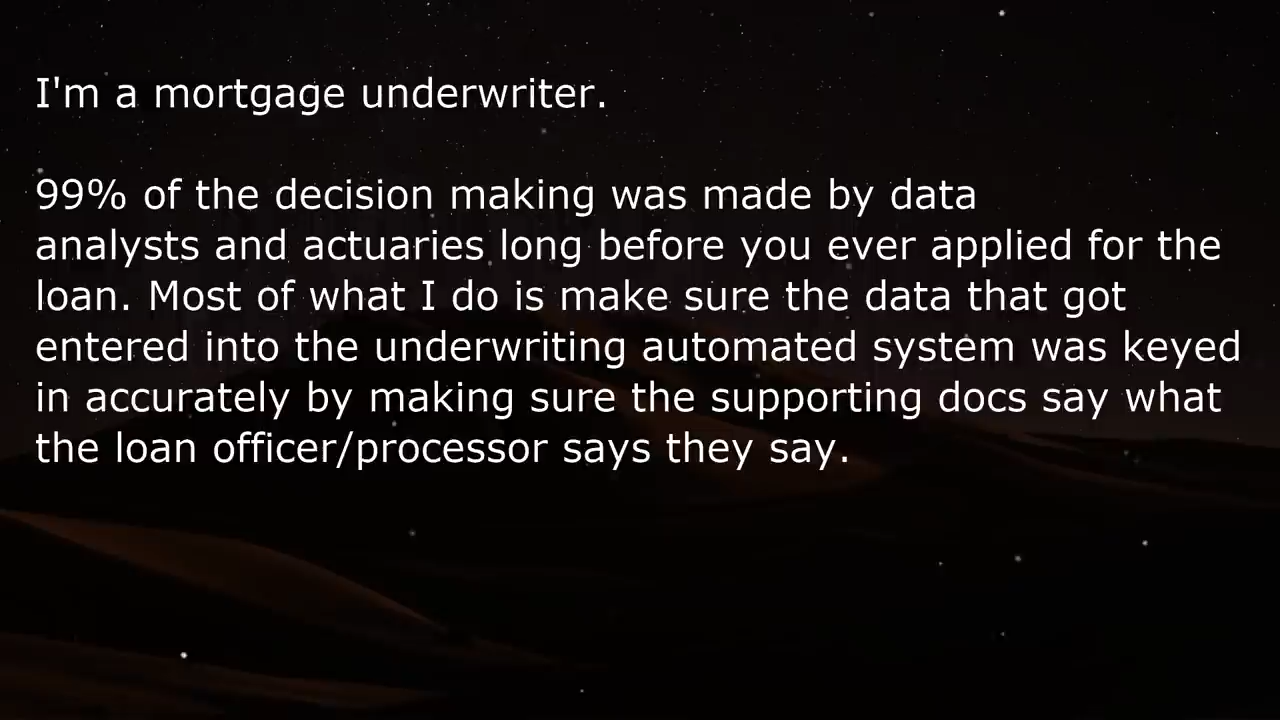 I'm a mortgage underwriter.
99% of the decision making was made by data
analysts and actuaries long before you ever applied for the
loan. Most of what I do is make sure the data that got
entered into the underwriting automated system was keyed
in accurately by making sure the supporting docs say what
the loan officer/processor says they say.